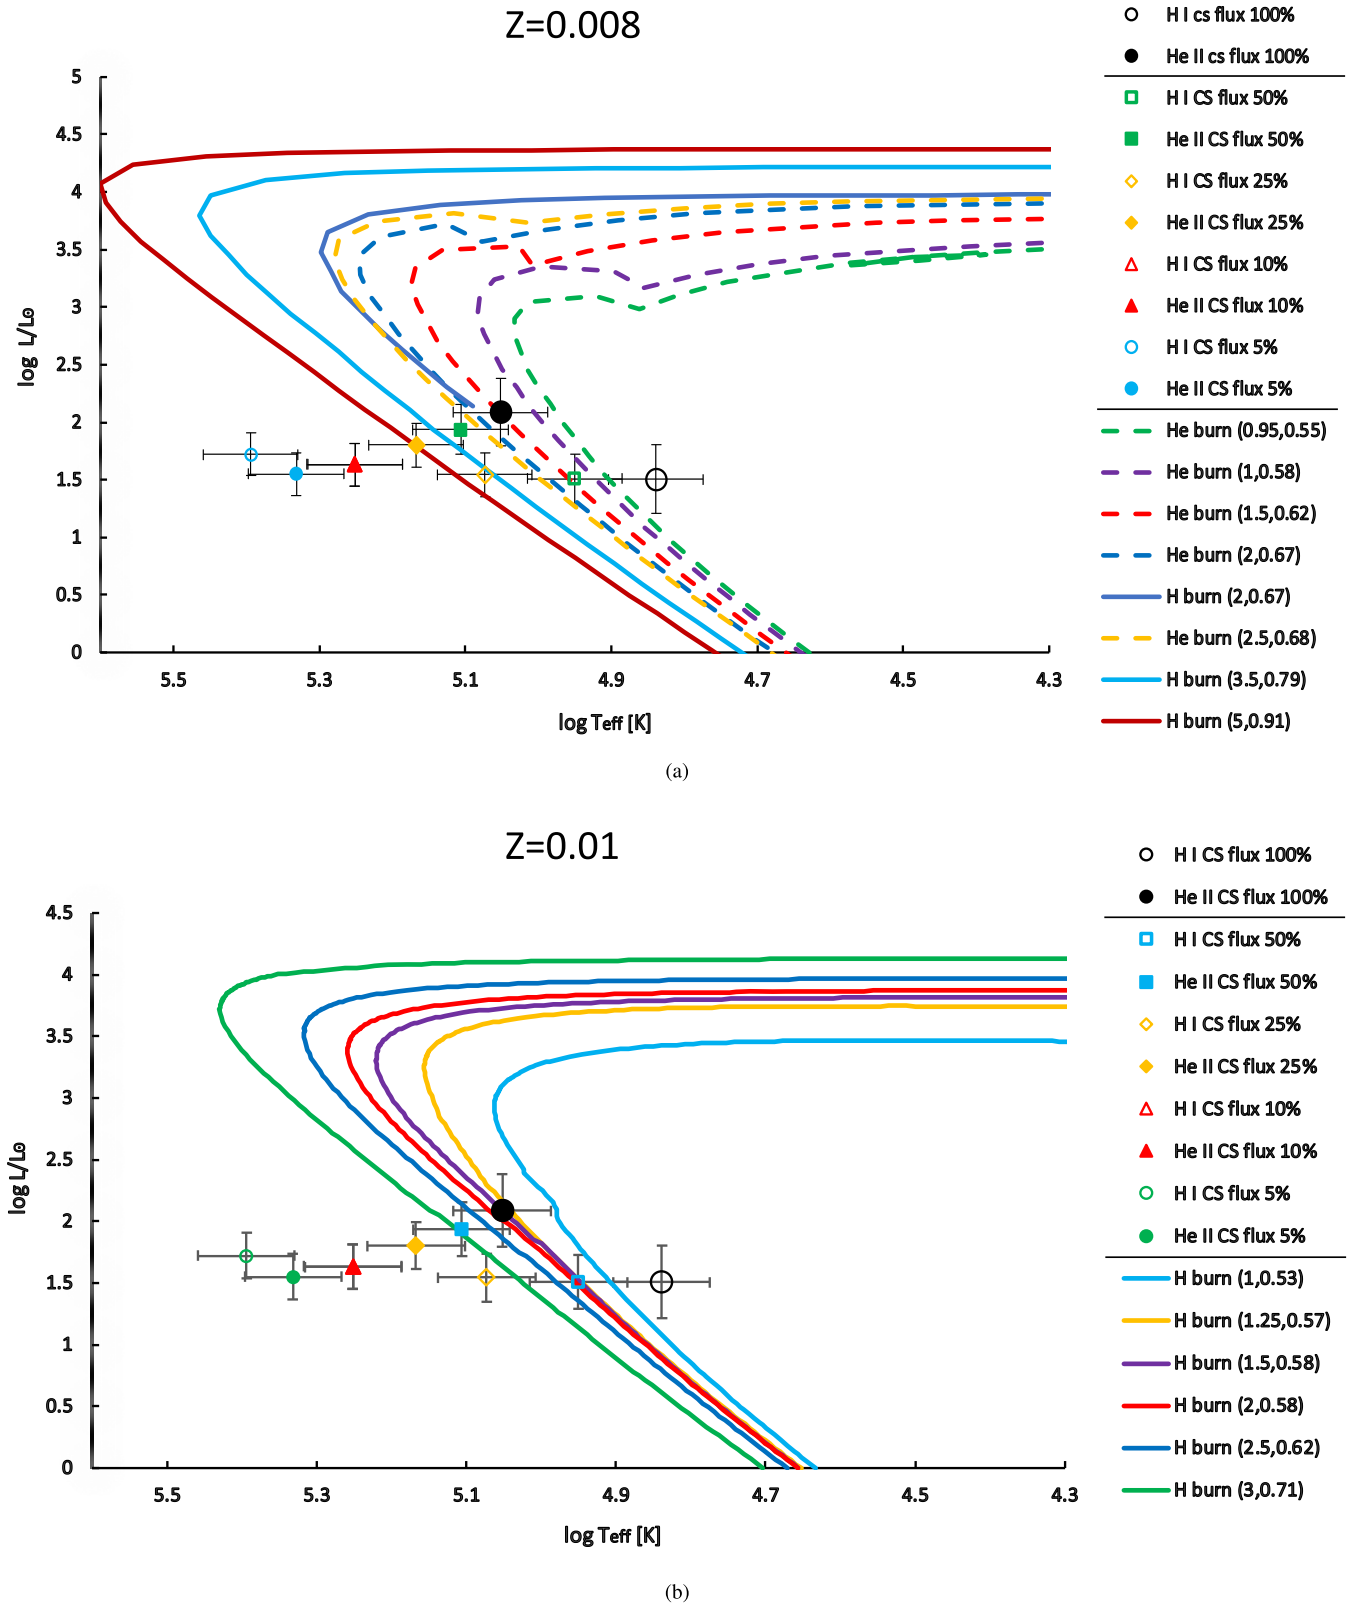 Z=0.008
5
4.5
4
3.5
3
2.5
2
1.5
1
0.5
0
log L/L⊙
5.5 5.3 5.1 4.9 4.7 4.5 4.3
log Teff [K]
H I cs flux 100%
He II cs flux 100%
H I CS flux 50%
He II CS flux 50%
H I CS flux 25%
He II CS flux 25%
H I CS flux 10%
He II CS flux 10%
H I CS flux 5%
He II CS flux 5%
He burn (0.95,0.55)
He burn (1,0.58)
He burn (1.5,0.62)
He burn (2,0.67)
H burn (2,0.67)
He burn (2.5,0.68)
H burn (3.5,0.79)
H burn (5,0.91)
(a)
Z=0.01
4.5
4
3.5
3
2.5
2
1.5
1
0.5
0
log L/L⊙
5.5 5.3 5.1 4.9 4.7 4.5 4.3
log Teff [K]
H I CS flux 100%
He II CS flux 100%
H I CS flux 50%
He II CS flux 50%
H I CS flux 25%
He II CS flux 25%
H I CS flux 10%
He II CS flux 10%
H I CS flux 5%
He II CS flux 5%
H burn (1,0.53)
H burn (1.25,0.57)
H burn (1.5,0.58)
H burn (2,0.58)
H burn (2.5,0.62)
H burn (3,0.71)
(b)